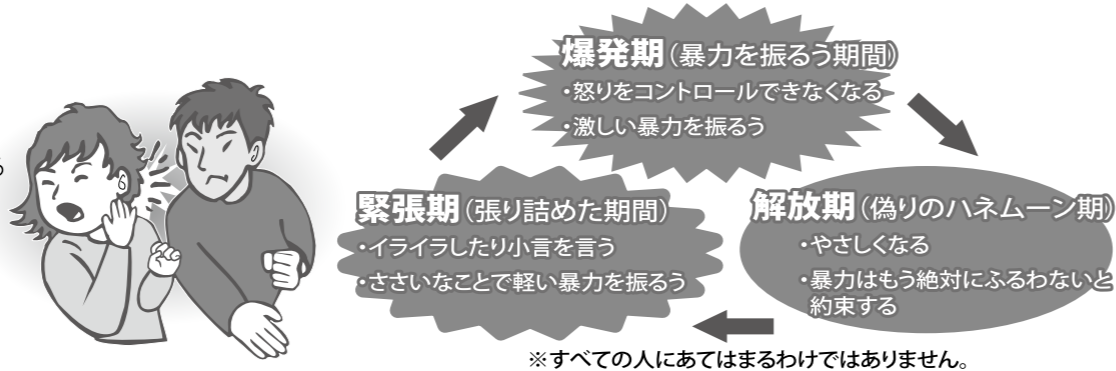 爆発期(暴力を振るう期間)
・怒りをコントロールできなくなる
・激しい暴力を振るう
緊張期(張り詰めた期間)
・イライラしたり小言を言う
・ささいなことで軽い暴力を振るう
解放期(偽りのハネムーン期)
・やさしくなる
・暴力はもう絶対にふるわないと
約束する
※すべての人にあてはまるわけではありません。